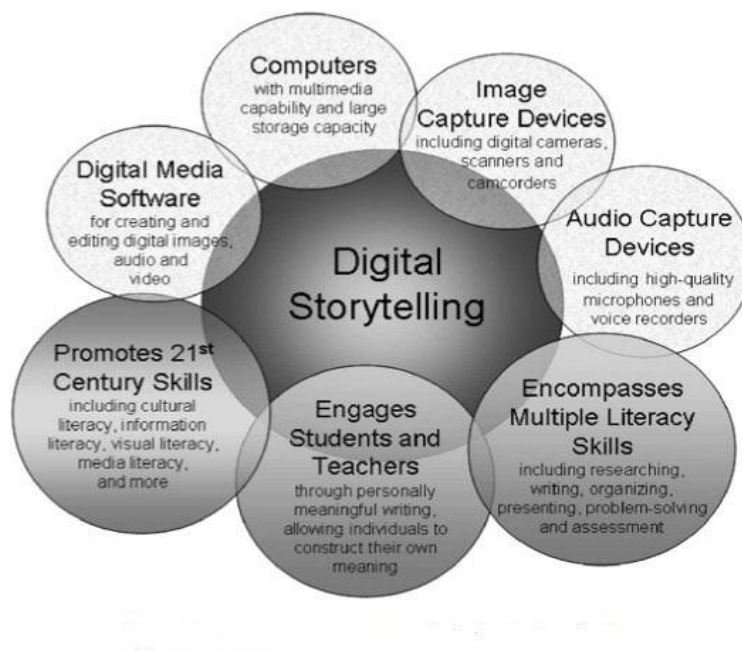 Computers
with multimedia
capability and large
storage capacity
Image
Capture Devices
including digital cameras,
scanners and
camcorders
Digital Media
Software
for creating and
editing digital images,
audio and
video
Audio Capture
Devices
including high-quality
microphones and
voice recorders
Digital
Storytelling
Promotes 21st
Century Skills
including cultural
literacy, information
literacy, visual literacy,
media literacy,
and more
Engages
Students and
Teachers
through personally
meaningful writing,
allowing individuals to
construct their own
meaning
Encompasses
Multiple Literacy
Skills
including researching,
writing, organizing,
presenting, problem-solving
and assessment